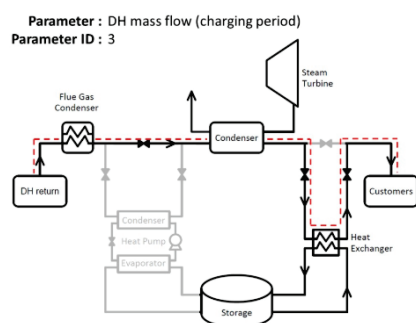 Parameter : DH mass flow (charging period)
Parameter ID : 3
Steam
Turbine
Flue Gas
Condenser
Condenser
DH return
Customers
Condenser
Heat Pump
Evaporator
Heat
Exchanger
Storage